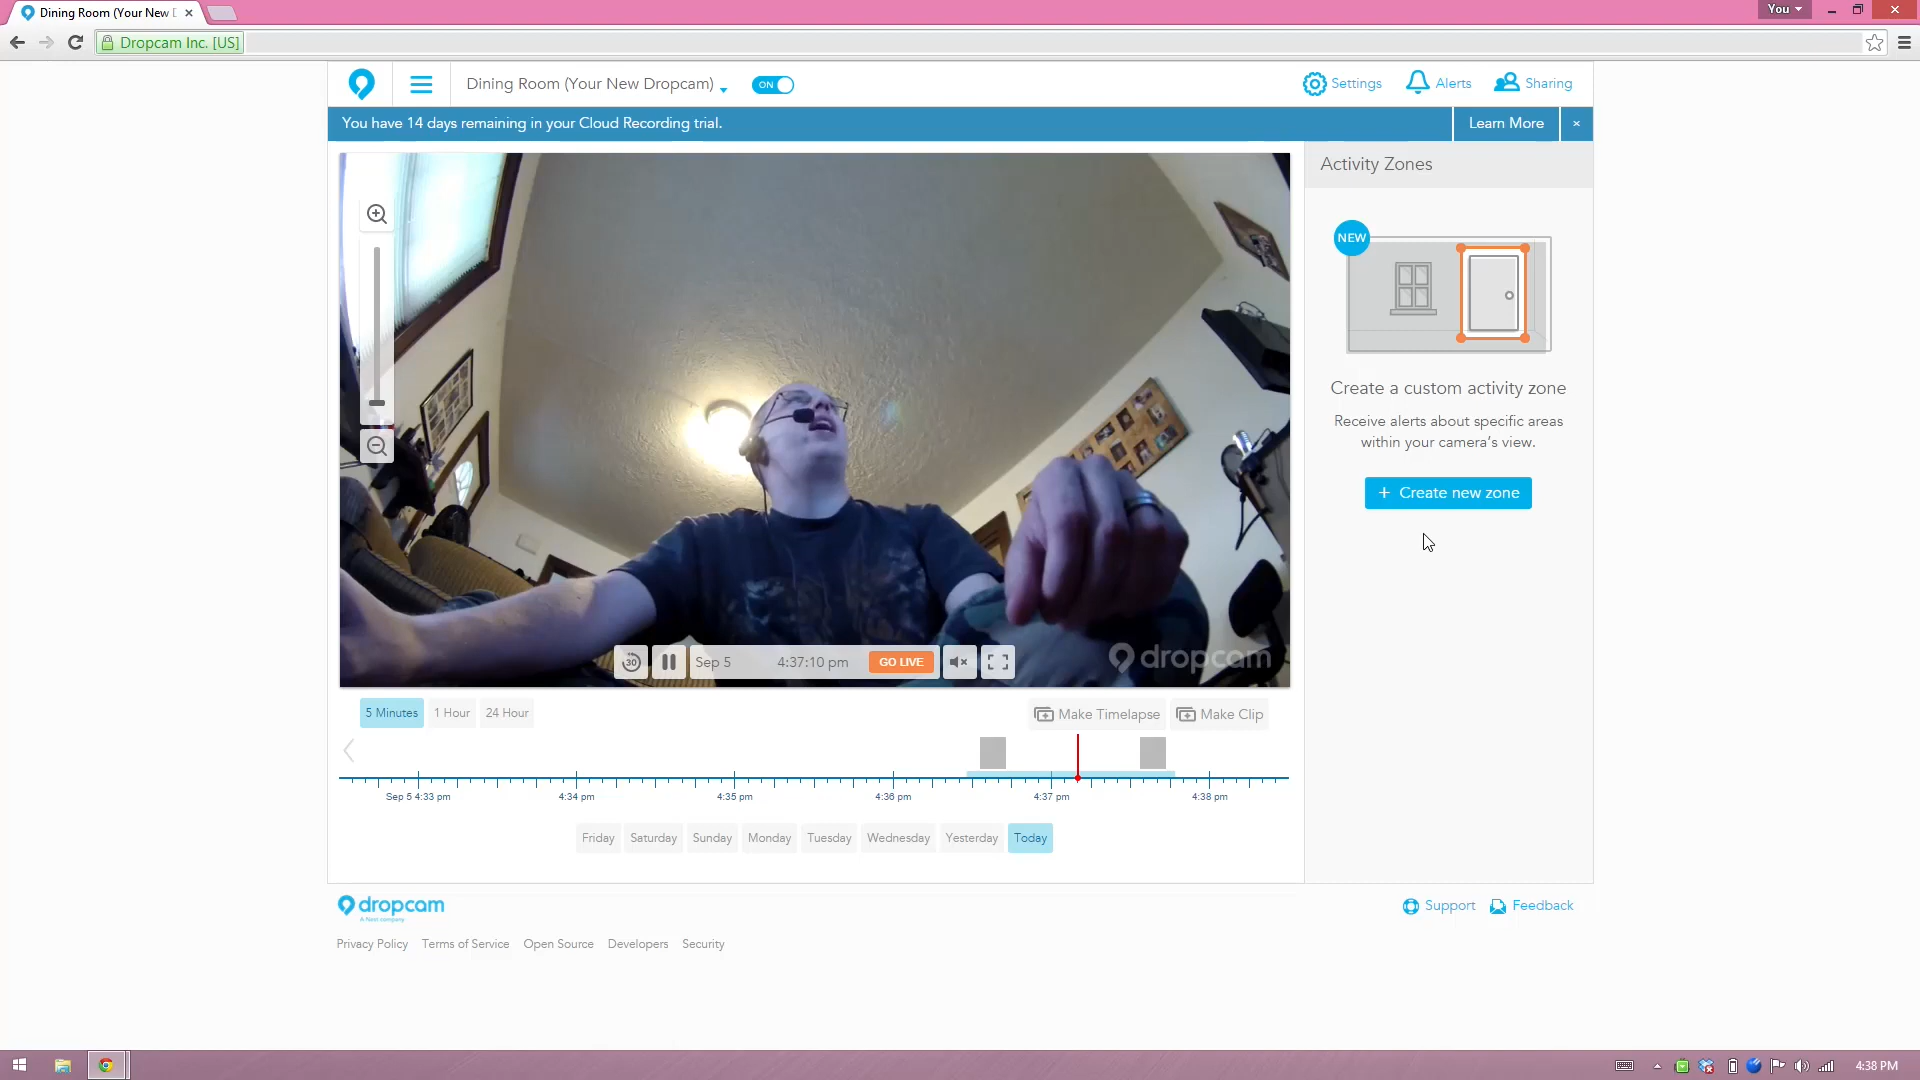 Dining Room (Your New D
You
Dropcam Inc. [US]
Dining Room (Your New Dropcam)
ON
Settings
Alerts
Sharing
You have 14 days remaining in your Cloud Recording trial.
Learn More
×
Activity Zones
NEW
Create a custom activity zone
Receive alerts about specific areas
within your camera's view.
+ Create new zone
30
Sep 5
4:37:10 pm
GO LIVE
dropcam
5 Minutes
1 Hour
24 Hour
Make Timelapse
Make Clip
Sep 5 4:33 pm
4:34 pm
4:35 pm
4:36 pm
4:37 pm
4:38 pm
Friday
Saturday
Sunday
Monday
Tuesday
Wednesday
Yesterday
Today
dropcam
A Nest company
Support
Feedback
Privacy Policy
Terms of Service
Open Source
Developers
Security
4:38 PM